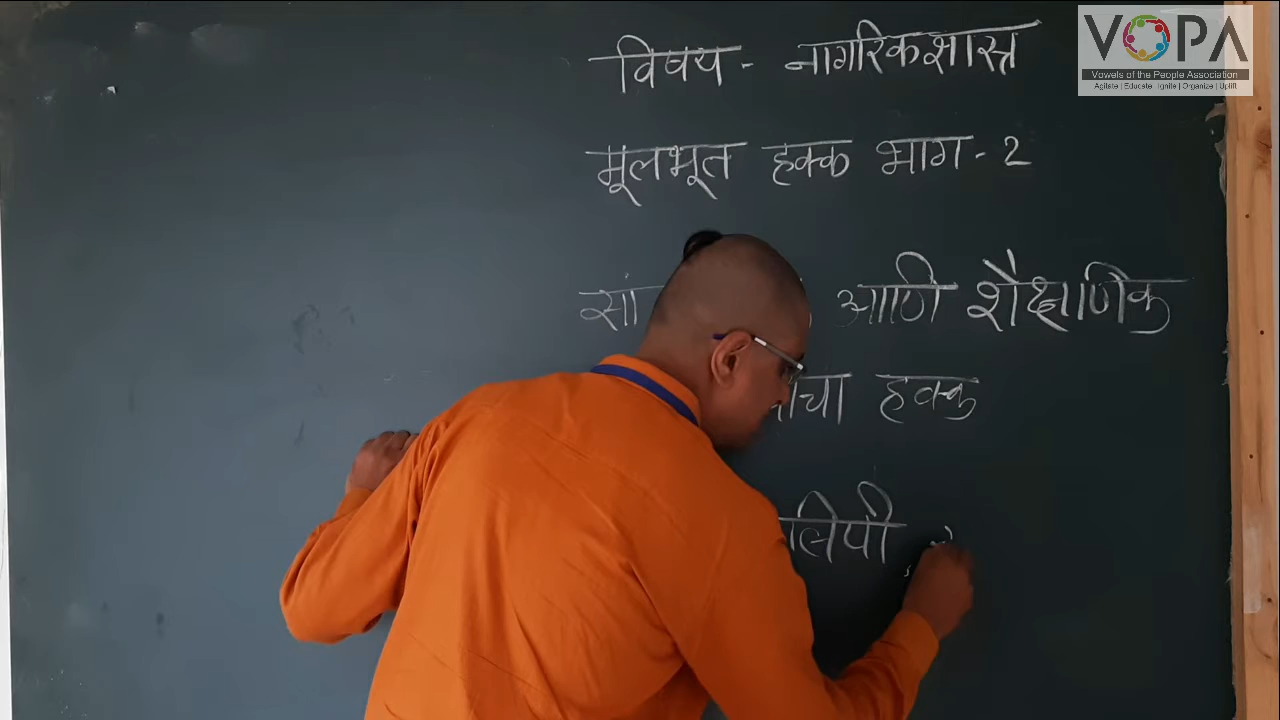 विषय - नागरिकशास्त्र
मूलभूत हक्क भाग - 2
सां आणि शैक्षणिक
ाचा हक्क
लिपी,
VOPA
Vowels of the People Association
Agitate | Educate | Ignite | Organize | Uplift